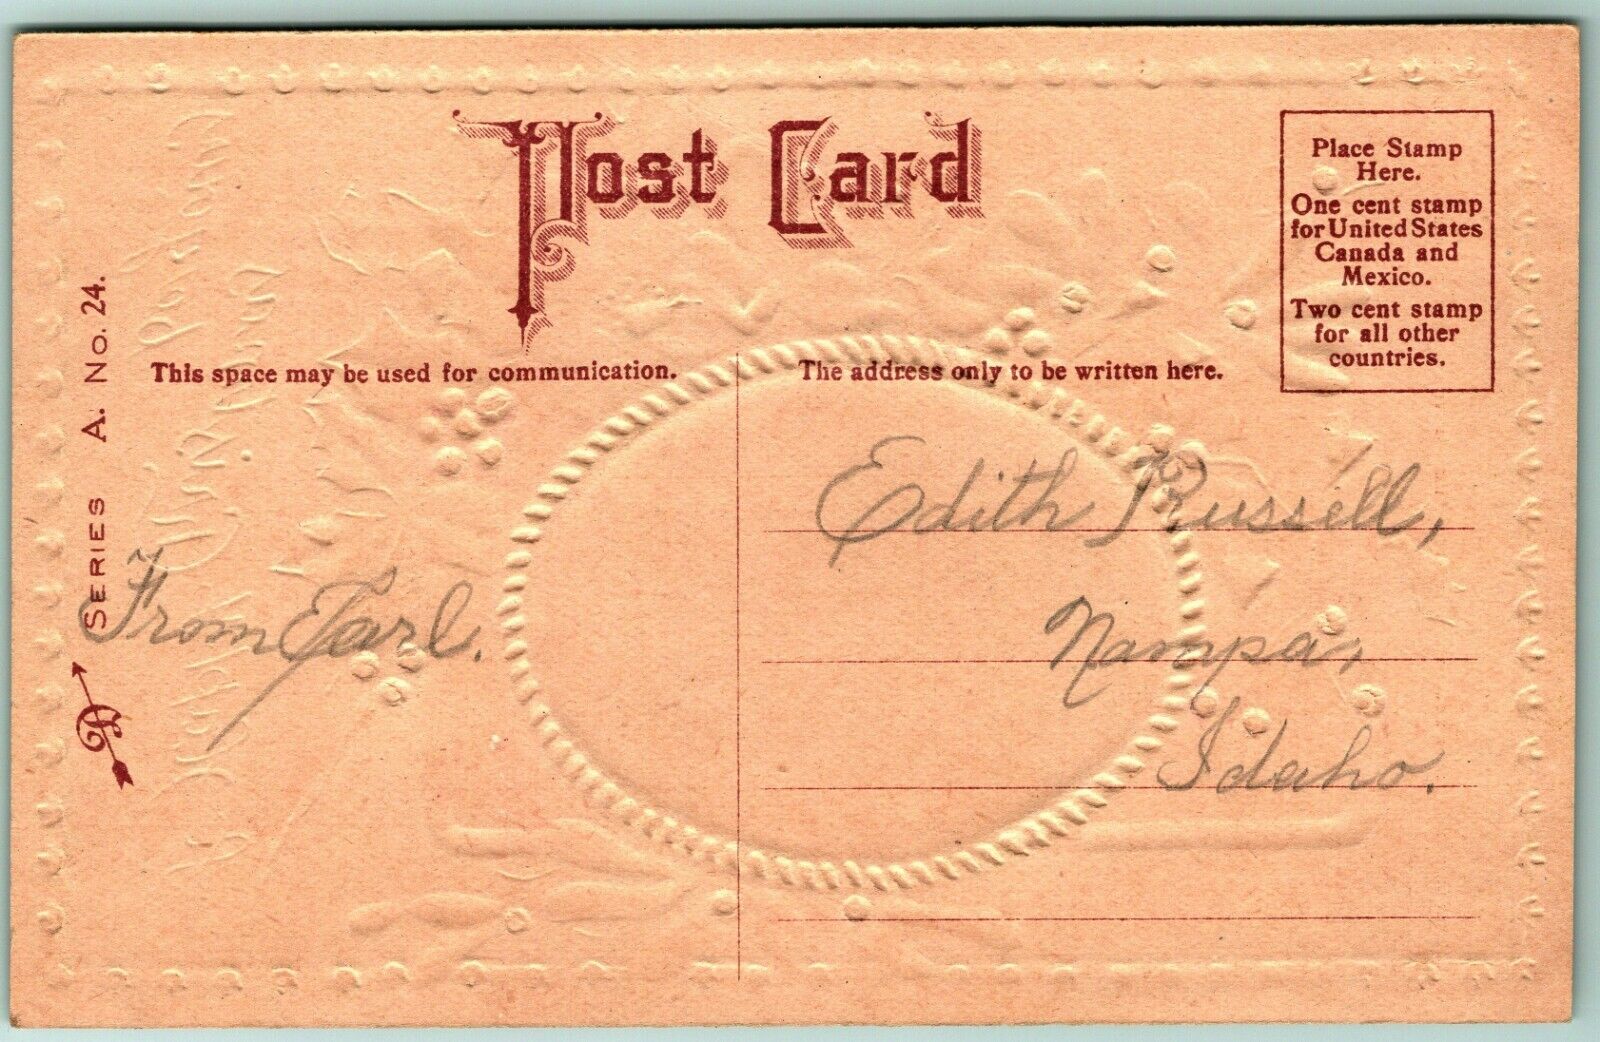 Post Card
Place Stamp
Here.
One cent stamp
for United States
Canada and
Mexico.
Two cent stamp
for all other
countries.
SERIES A. No. 24.
This space may be used for communication.
The address only to be written here.
From Earl.
Edith Russell,
Nampa,
Idaho.